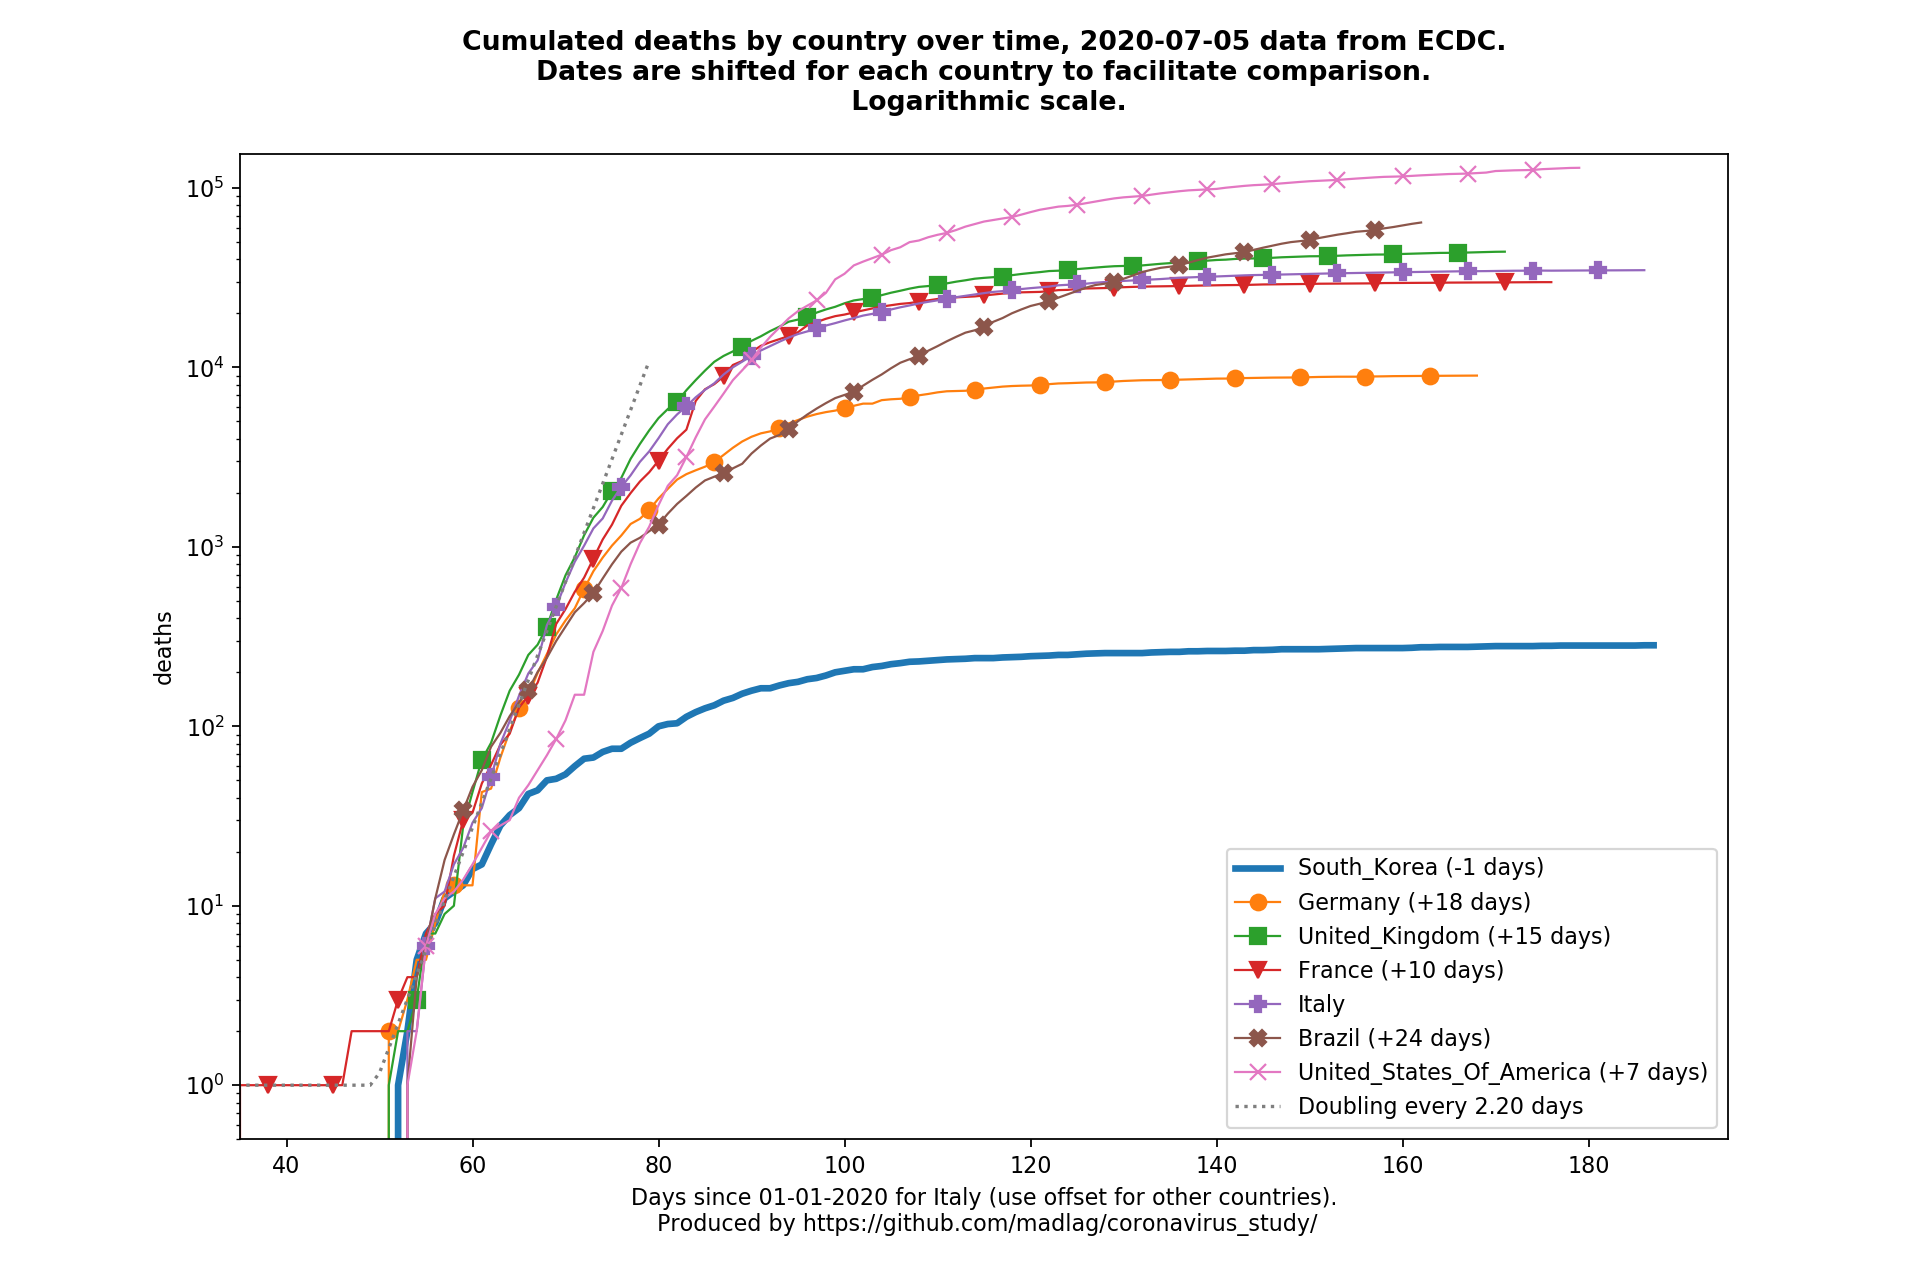 Cumulated deaths by country over time, 2020-07-05 data from ECDC.
Dates are shifted for each country to facilitate comparison.
Logarithmic scale.
deaths
10^5
10^4
10^3
10^2
10^1
10^0
40 60 80 100 120 140 160 180
South_Korea (-1 days)
Germany (+18 days)
United_Kingdom (+15 days)
France (+10 days)
Italy
Brazil (+24 days)
United_States_Of_America (+7 days)
Doubling every 2.20 days
Days since 01-01-2020 for Italy (use offset for other countries).
Produced by https://github.com/madlag/coronavirus_study/